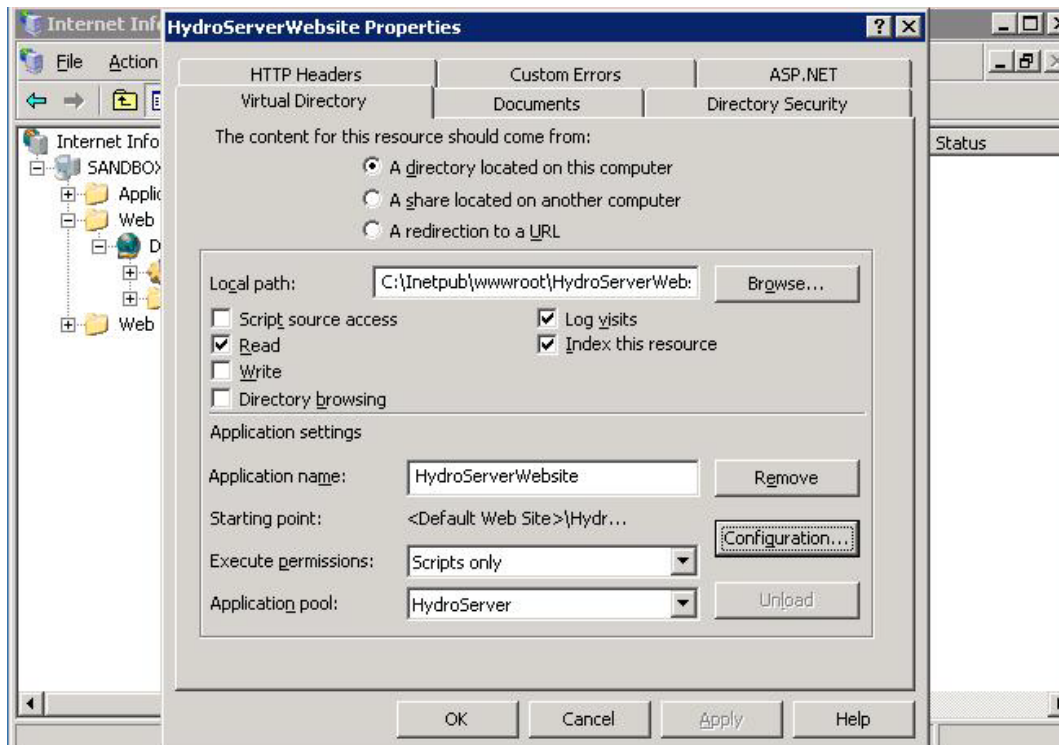 Internet Info
HydroServerWebsite Properties
File Action
HTTP Headers Custom Errors ASP.NET
Virtual Directory Documents Directory Security
The content for this resource should come from:
A directory located on this computer
A share located on another computer
A redirection to a URL
Internet Info
SANDBOX
Applic
Web
D
Web
Status
Local path: C:\Inetpub\wwwroot\HydroServerWebs Browse...
Script source access Log visits
Read Index this resource
Write
Directory browsing
Application settings
Application name: HydroServerWebsite Remove
Starting point: <Default Web Site>\Hydr...
Configuration...
Execute permissions: Scripts only
Application pool: HydroServer Unload
OK Cancel Apply Help